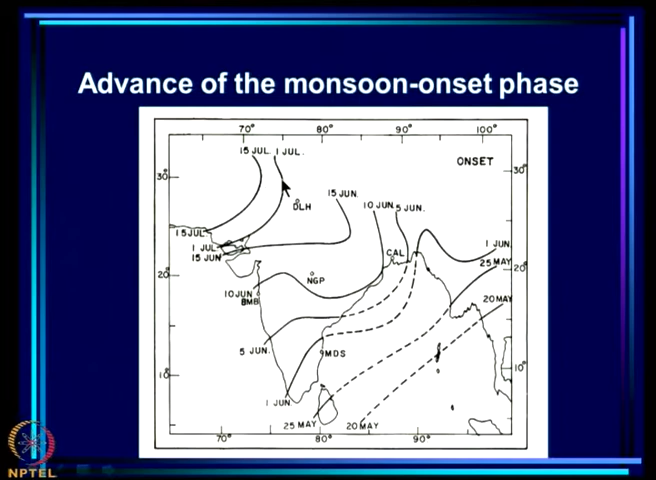 Advance of the monsoon-onset phase
70° 80° 90° 100°
15 JUL. 1 JUL. ONSET
30° 30°
15 JUN.
DLH
10 JUN. 5 JUN.
15 JUL.
1 JUL.
15 JUN
CAL
1 JUN.
25 MAY
20° 20°
NGP
10 JUN
BMB
20 MAY
5 JUN.
MDS
10° 10°
1 JUN.
25 MAY 20 MAY
70° 80° 90°
NPTEL